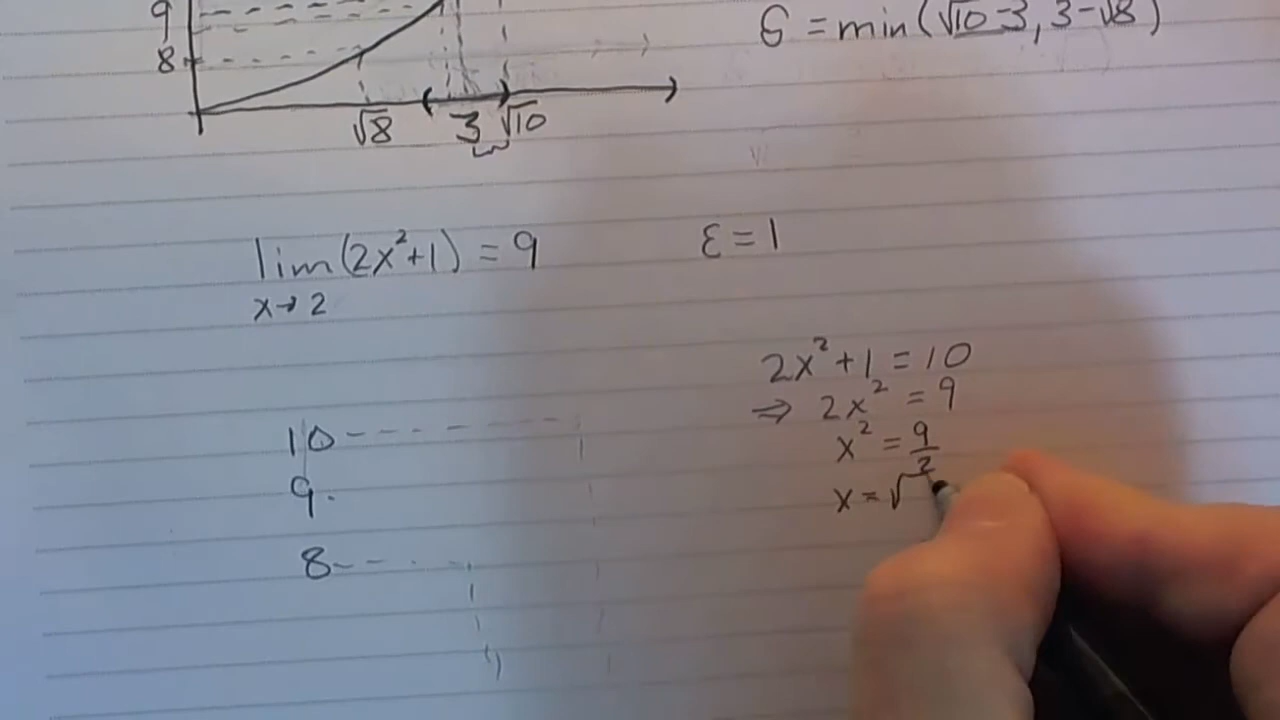 9
8
√8 3 √10
δ = min(√10-3, 3-√8)
lim(2x²+1) = 9
x→2
ε = 1
2x²+1 = 10
⇒ 2x² = 9
x² = 9/2
x = √
10
9
8